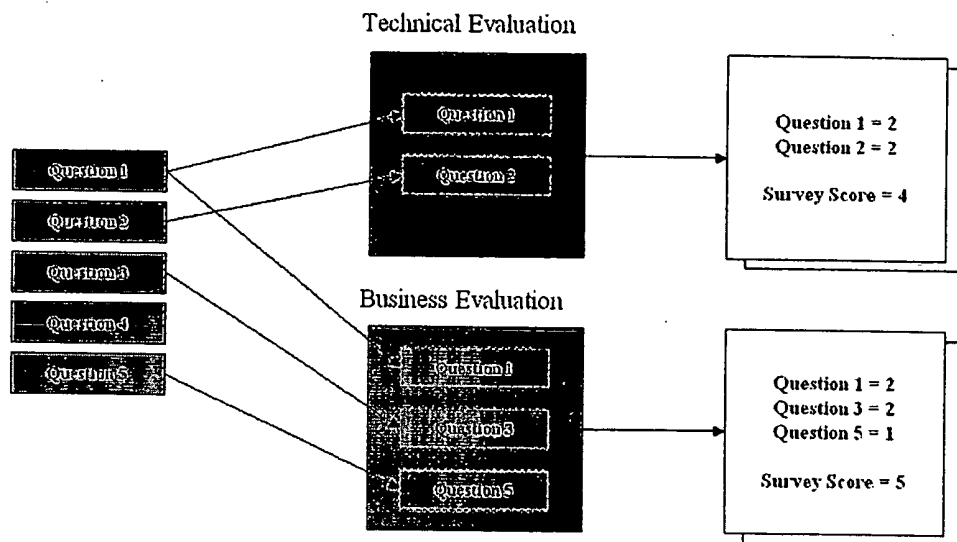 Technical Evaluation
Question 1
Question 2
Question 1
Question 2
Question 3
Question 4
Question 5
Question 1 = 2
Question 2 = 2
Survey Score = 4
Business Evaluation
Question 1
Question 3
Question 5
Question 1 = 2
Question 3 = 2
Question 5 = 1
Survey Score = 5